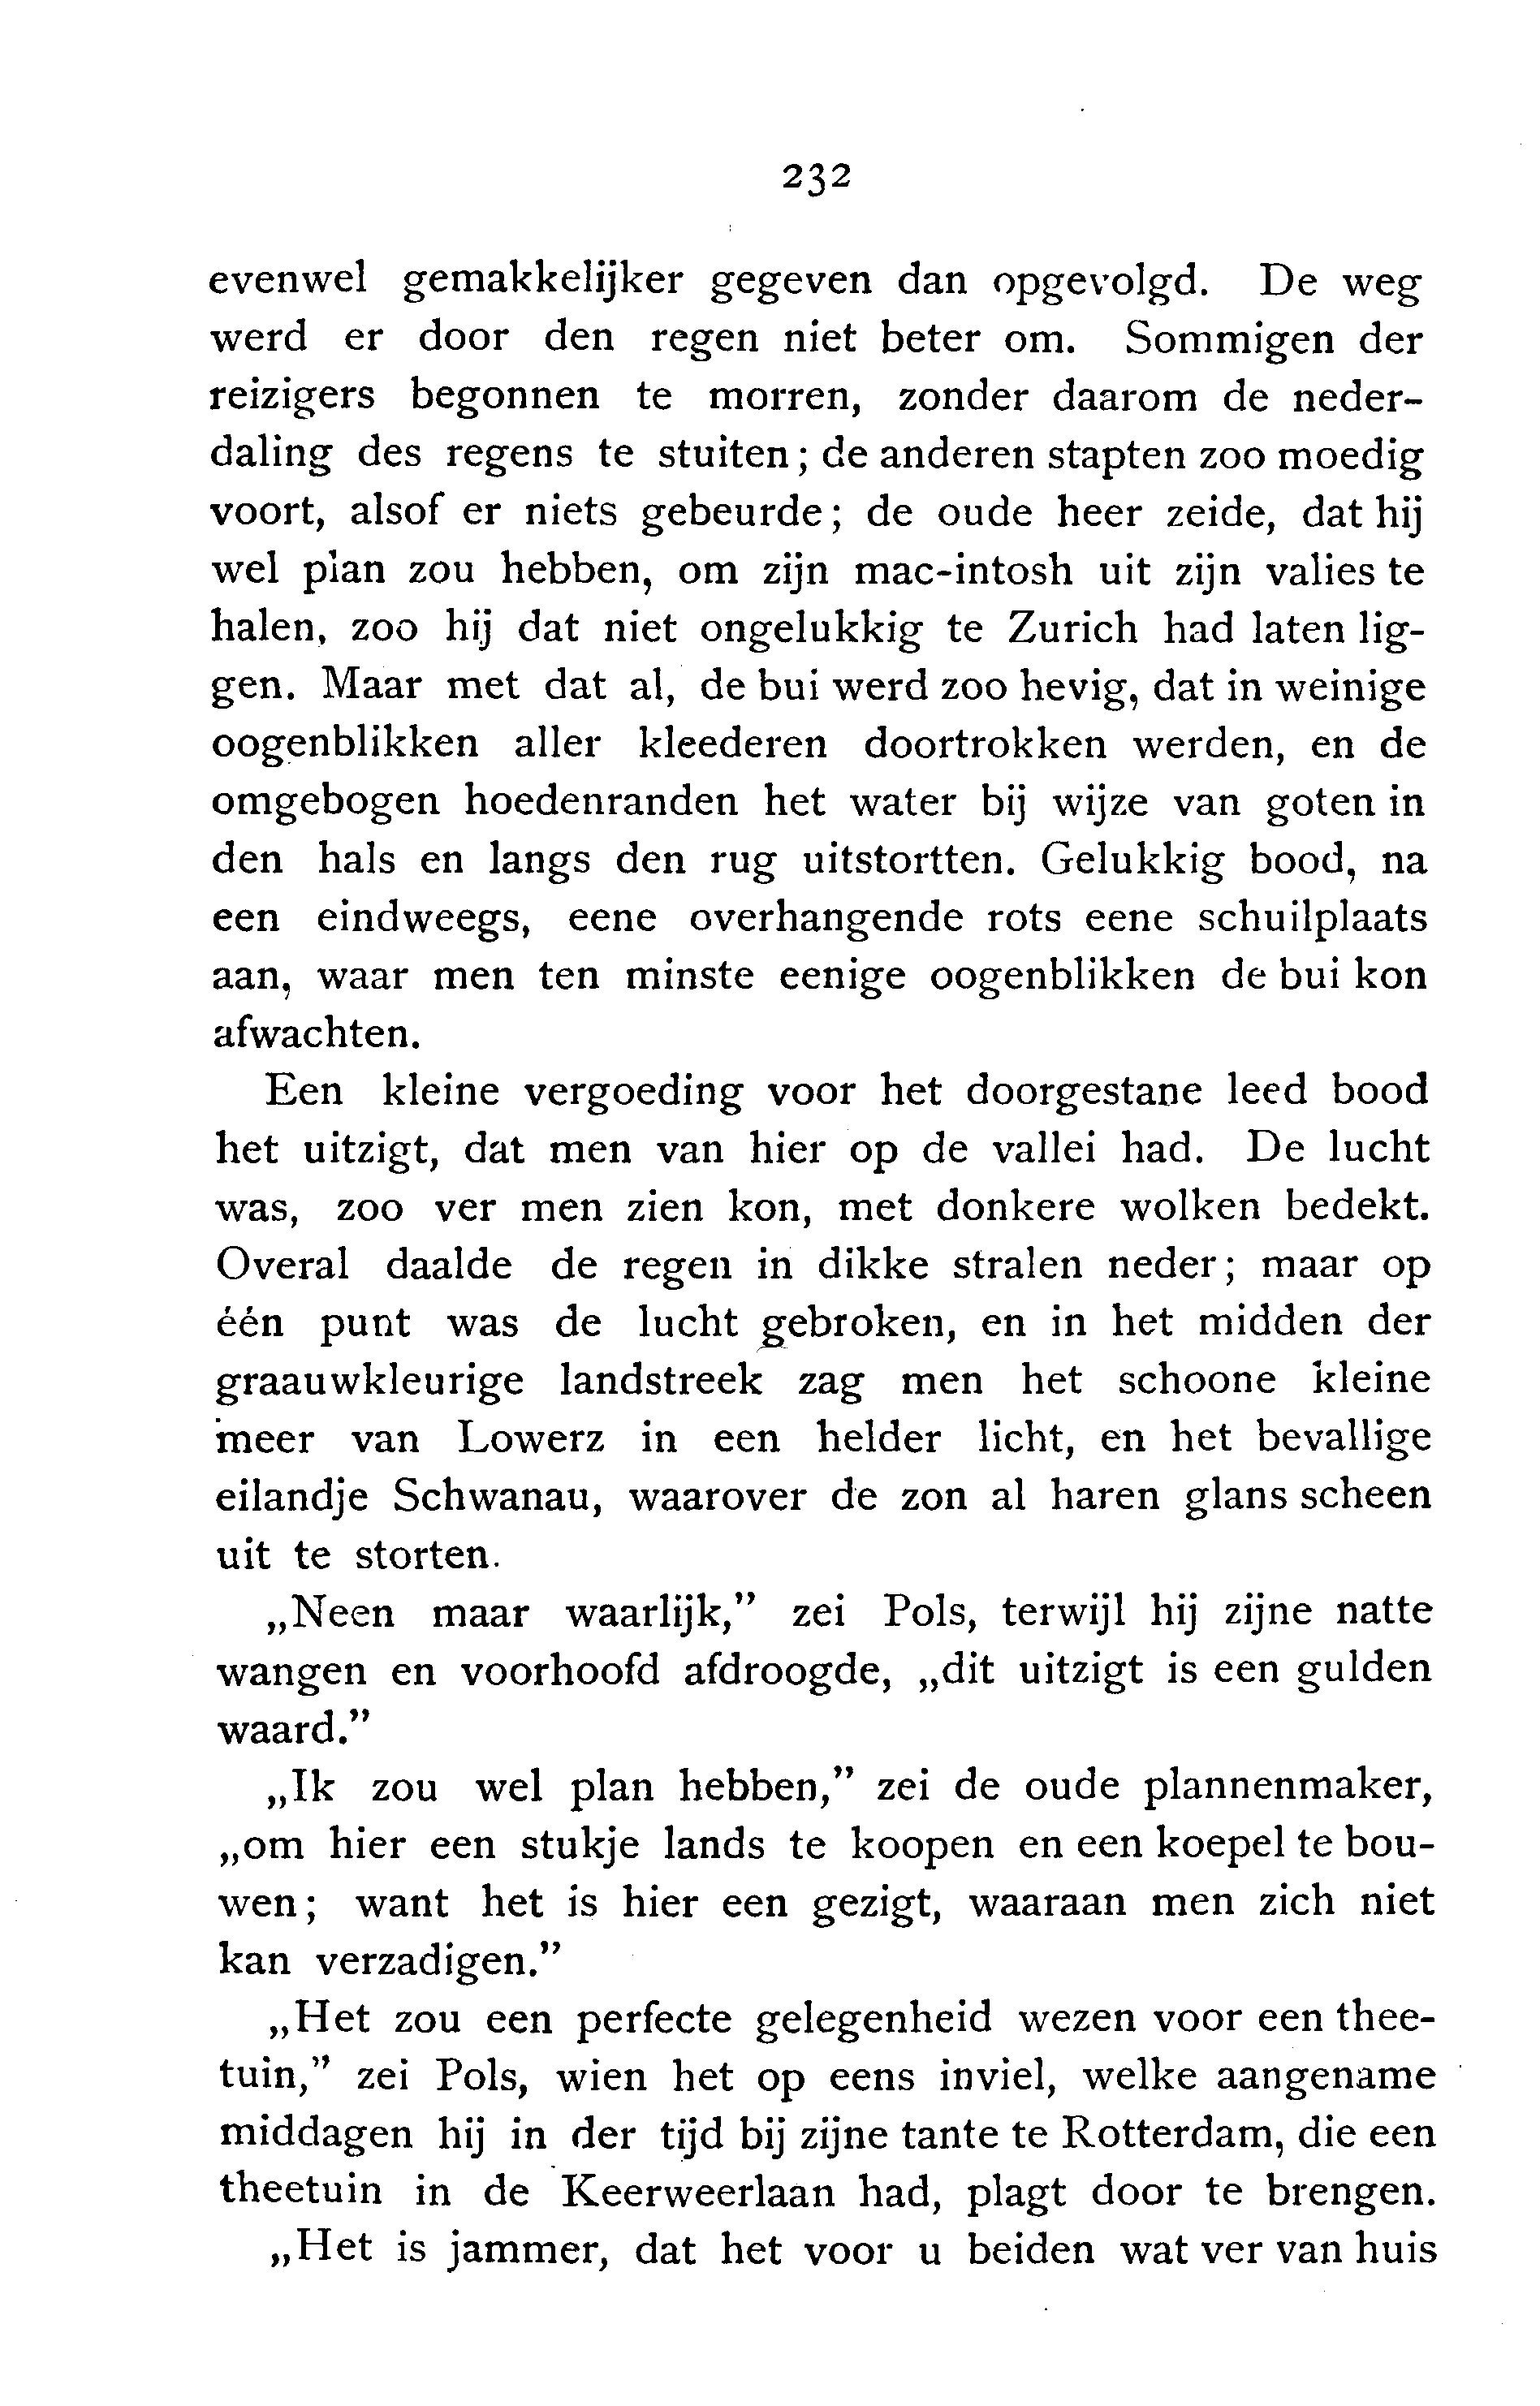 232
evenwel gemakkelijker gegeven dan opgevolgd. De weg
werd er door den regen niet beter om. Sommigen der
reizigers begonnen te morren, zonder daarom de neder-
daling des regens te stuiten; de anderen stapten zoo moedig
voort, alsof er niets gebeurde; de oude heer zeide, dat hij
wel plan zou hebben, om zijn mac-intosh uit zijn valies te
halen, zoo hij dat niet ongelukkig te Zurich had laten lig-
gen. Maar met dat al, de bui werd zoo hevig, dat in weinige
oogenblikken aller kleederen doortrokken werden, en de
omgebogen hoedenranden het water bij wijze van goten in
den hals en langs den rug uitstortten. Gelukkig bood, na
een eindweegs, eene overhangende rots eene schuilplaats
aan, waar men ten minste eenige oogenblikken de bui kon
afwachten.
Een kleine vergoeding voor het doorgestane leed bood
het uitzigt, dat men van hier op de vallei had. De lucht
was, zoo ver men zien kon, met donkere wolken bedekt.
Overal daalde de regen in dikke stralen neder; maar op
één punt was de lucht gebroken, en in het midden der
graauwkleurige landstreek zag men het schoone kleine
meer van Lowerz in een helder licht, en het bevallige
eilandje Schwanau, waarover de zon al haren glans scheen
uit te storten.
„Neen maar waarlijk,” zei Pols, terwijl hij zijne natte
wangen en voorhoofd afdroogde, „dit uitzigt is een gulden
waard.”
„Ik zou wel plan hebben,” zei de oude plannenmaker,
„om hier een stukje lands te koopen en een koepel te bou-
wen; want het is hier een gezigt, waaraan men zich niet
kan verzadigen.”
„Het zou een perfecte gelegenheid wezen voor een thee-
tuin,” zei Pols, wien het op eens inviel, welke aangename
middagen hij in der tijd bij zijne tante te Rotterdam, die een
theetuin in de Keerweerlaan had, plagt door te brengen.
„Het is jammer, dat het voor u beiden wat ver van huis